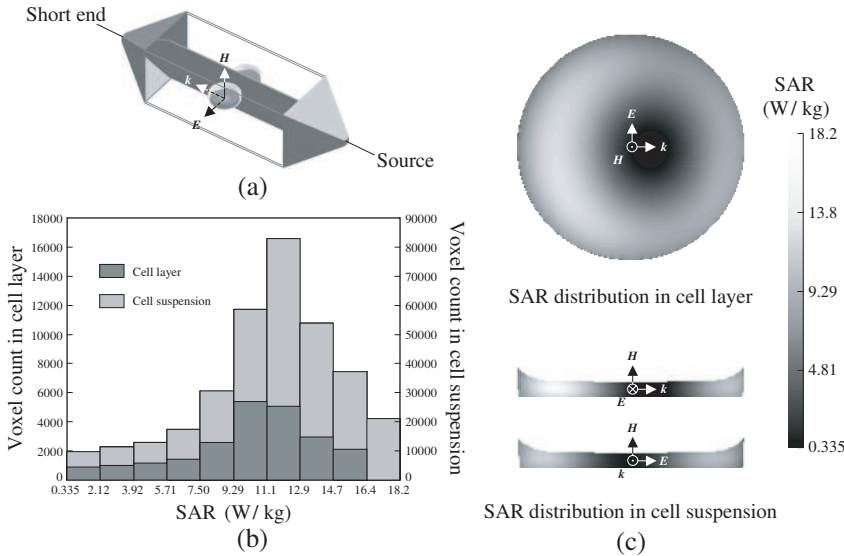 Short end
H
k
E
Source
(a)
Voxel count in cell layer
18000
16000
14000
12000
10000
8000
6000
4000
2000
0
Cell layer
Cell suspension
90000
80000
70000
60000
50000
40000
30000
20000
10000
0
Voxel count in cell suspension
0.335 2.12 3.92 5.71 7.50 9.29 11.1 12.9 14.7 16.4 18.2
SAR (W/ kg)
(b)
E
k
H
SAR distribution in cell layer
SAR
(W/ kg)
18.2
13.8
9.29
4.81
0.335
H
k
E
H
E
k
SAR distribution in cell suspension
(c)